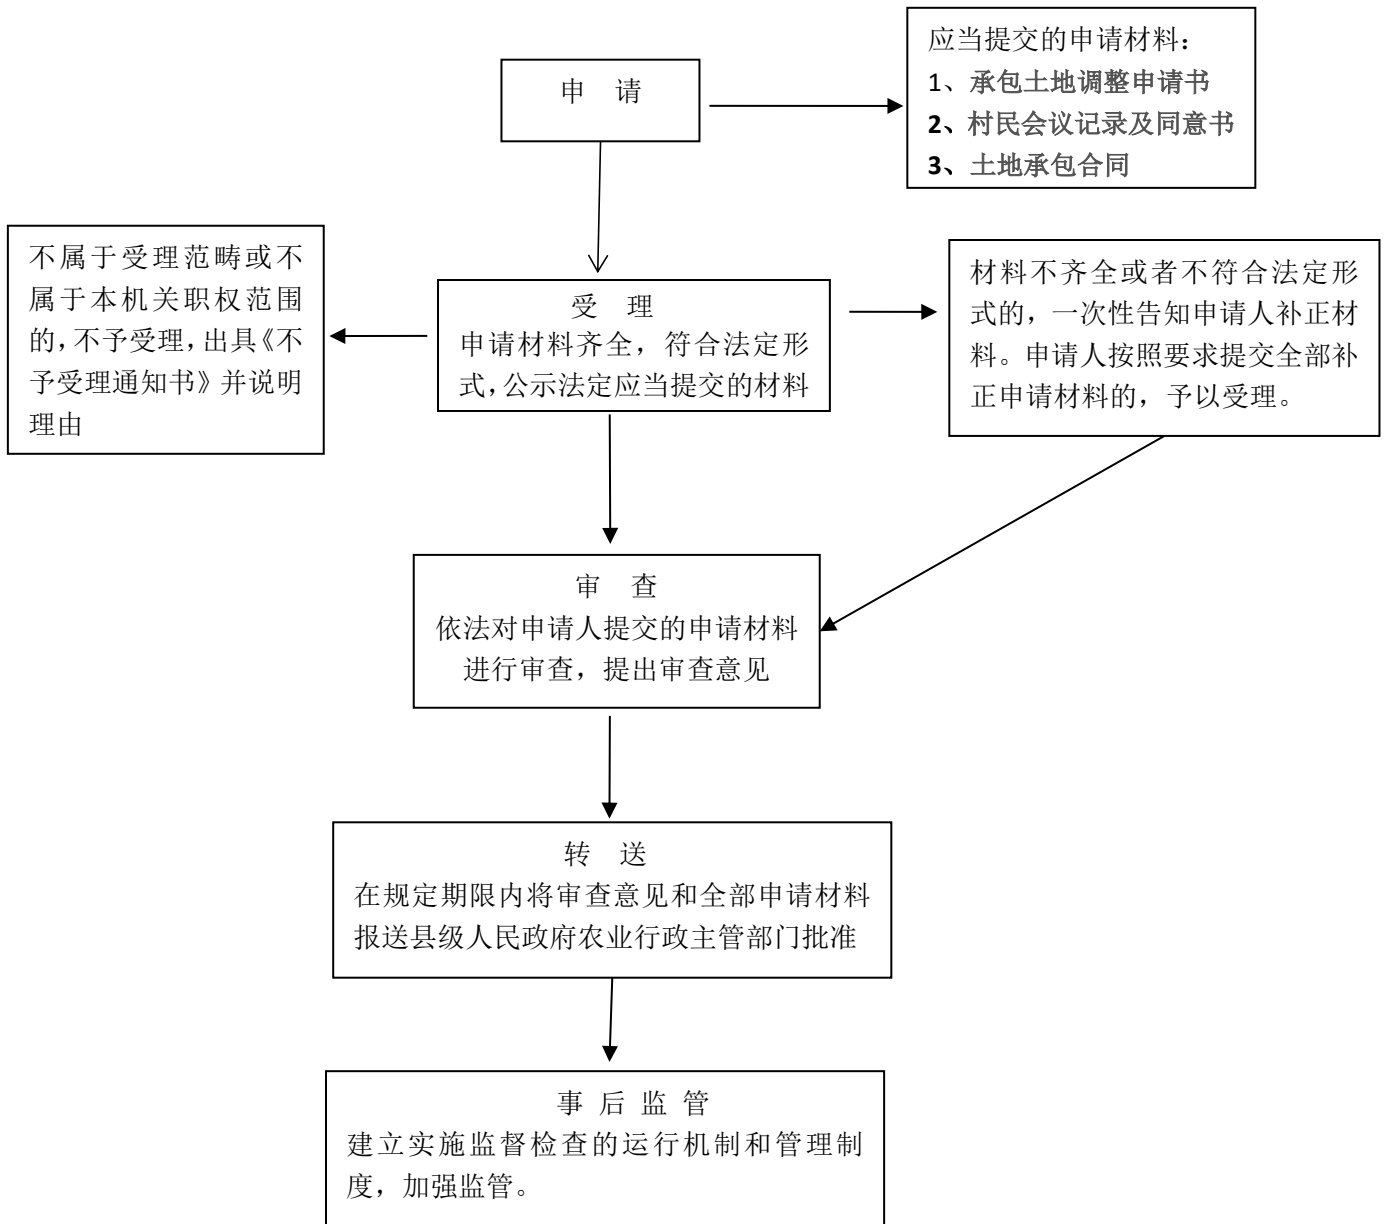 申 请
应当提交的申请材料：
1、承包土地调整申请书
2、村民会议记录及同意书
3、土地承包合同
不属于受理范畴或不
属于本机关职权范围
的，不予受理，出具《不
予受理通知书》并说明
理由
受 理
申请材料齐全，符合法定形
式，公示法定应当提交的材料
材料不齐全或者不符合法定形
式的，一次性告知申请人补正材
料。申请人按照要求提交全部补
正申请材料的，予以受理。
审 查
依法对申请人提交的申请材料
进行审查，提出审查意见
转 送
在规定期限内将审查意见和全部申请材料
报送县级人民政府农业行政主管部门批准
事 后 监 管
建立实施监督检查的运行机制和管理制
度，加强监管。